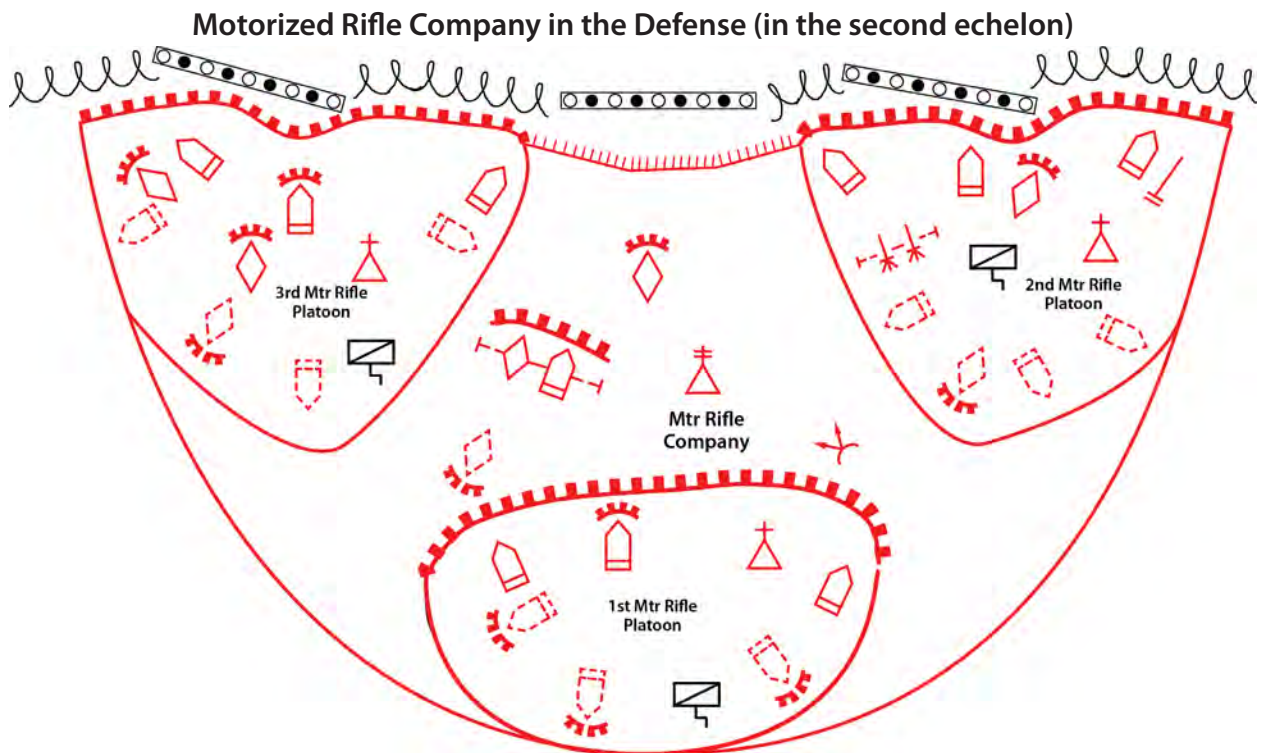 Motorized Rifle Company in the Defense (in the second echelon)
3rd Mtr Rifle
Platoon
2nd Mtr Rifle
Platoon
Mtr Rifle
Company
1st Mtr Rifle
Platoon